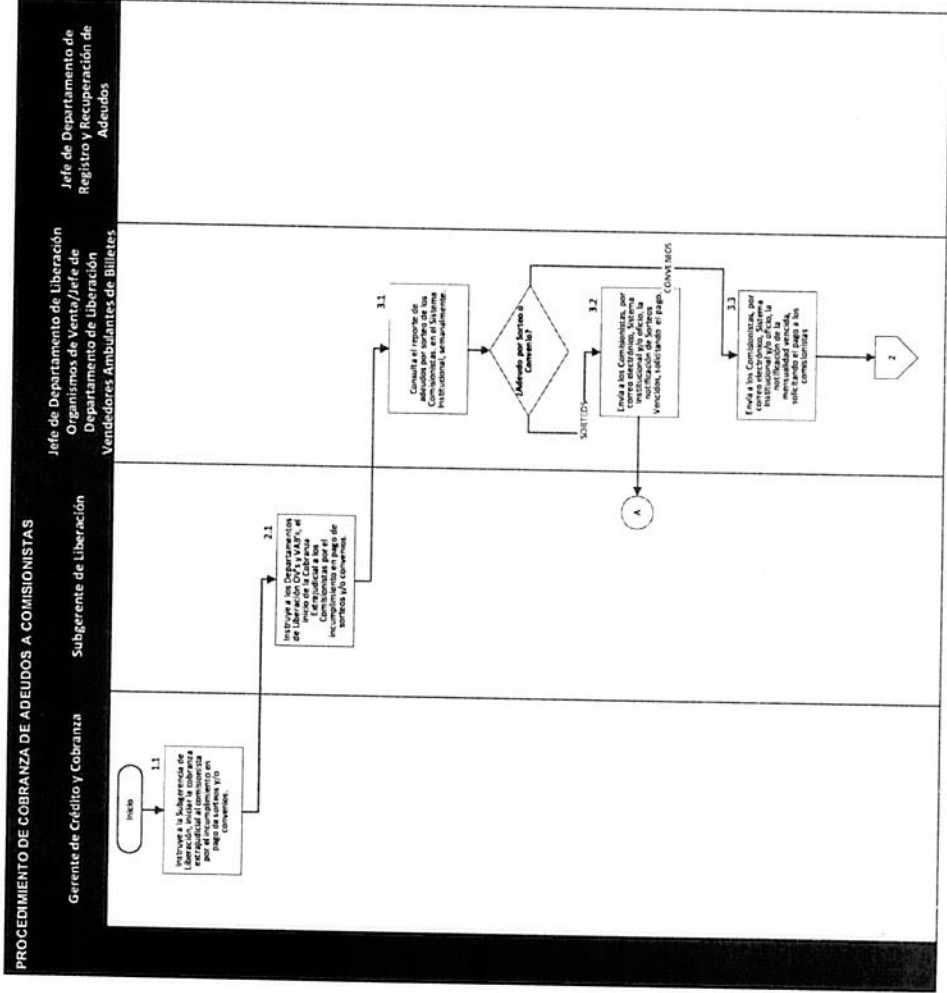 PROCEDIMIENTO DE COBRANZA DE ADEUDOS A COMISIONISTAS
Gerente de Crédito y Cobranza
Subgerente de Liberación
Jefe de Departamento de Liberación
Organismos de Venta/Jefe de
Departamento de Liberación
Vendedores Ambulantes de Billetes
Jefe de Departamento de
Registro y Recuperación de
Adeudos
Inicio
1.1
Instruye a la Subgerencia de
Liberación, iniciar le cobranza
extrajudicial al comisionista
por el incumplimiento en
pago de sorteos y/o
convenios.
2.1
Instruye a los Departamentos
de Liberación OV's y VAB's, el
inicio de la Cobranza
Extrajudicial a los
Comisionistas por el
incumplimiento en pago de
sorteos y/o convenios.
3.1
Consulta el reporte de
adeudos por sorteo de los
Comisionistas, en el Sistema
Institucional, semanalmente.
¿Adeudo por Sorteo ó
Convenio?
SORTEOS
CONVENIOS
3.2
Envía a los Comisionistas, por
correo electrónico, Sistema
Institucional y/o oficio, la
notificación de Sorteos
Vencidos, solicitando el pago.
A
3.3
Envía a los Comisionistas, por
correo electrónico, Sistema
Institucional y/o oficio, la
notificación de la
mensualidad vencida,
solicitando el pago a los
comisionistas
2